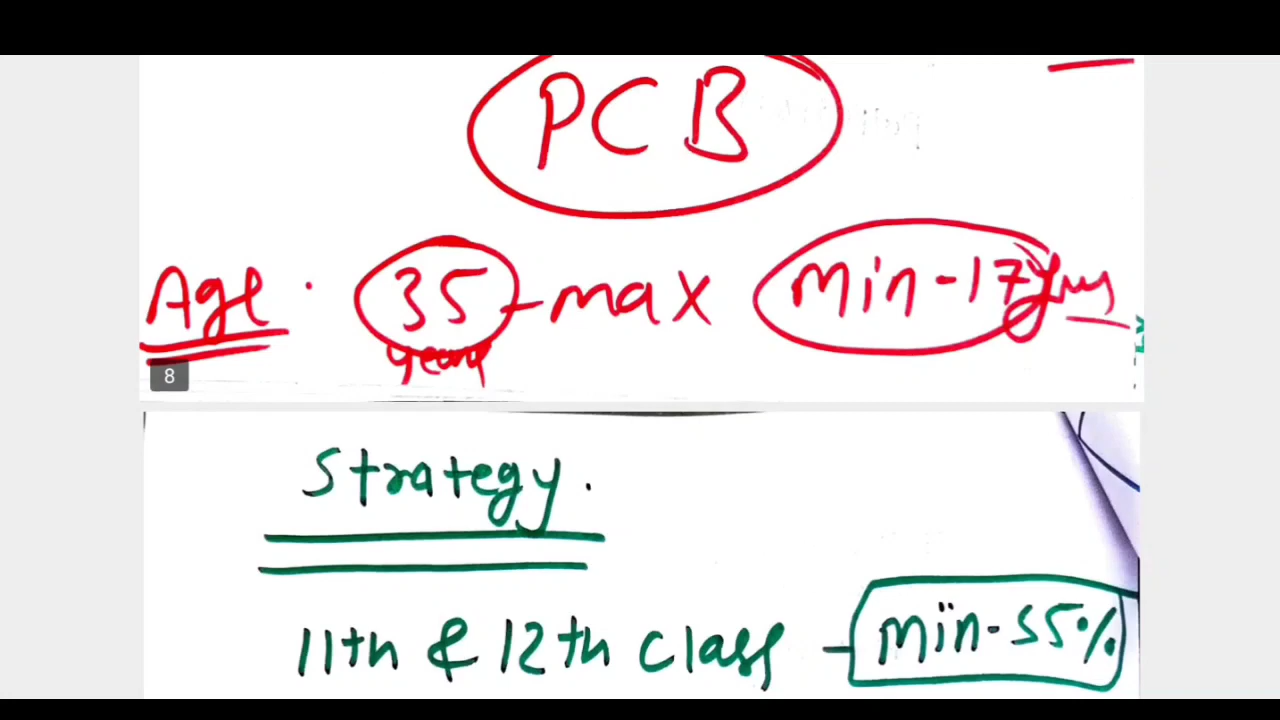 PCB
Age. 35 - max min-17 yrs
years
8
Strategy.
11th & 12th class - min-55%